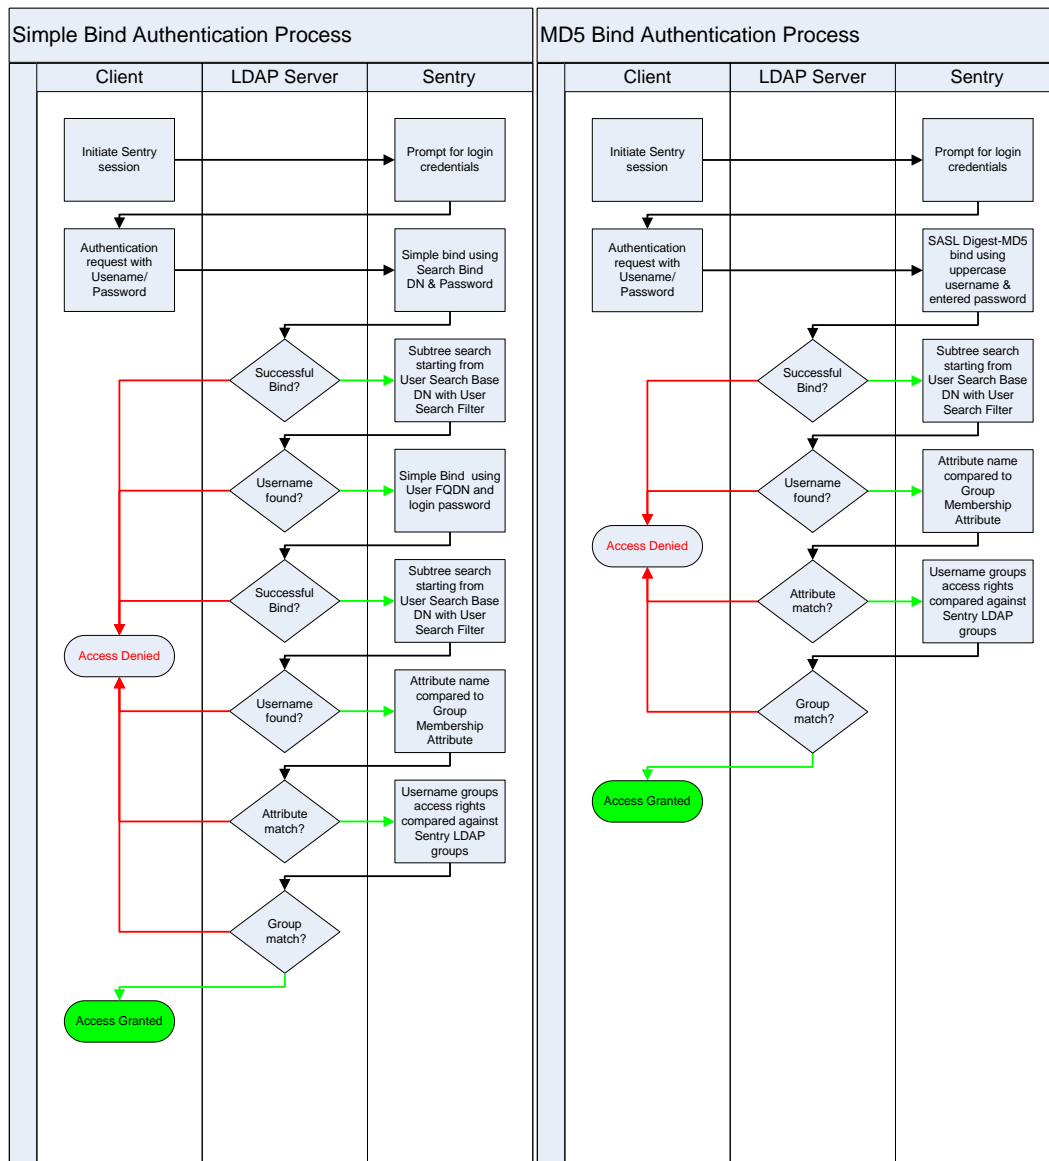 Simple Bind Authentication Process
Client
LDAP Server
Sentry
Initiate Sentry
session
Prompt for login
credentials
Authentication
request with
Usename/
Password
Simple bind using
Search Bind
DN & Password
Successful
Bind?
Subtree search
starting from
User Search Base
DN with User
Search Filter
Username
found?
Simple Bind using
User FQDN and
login password
Successful
Bind?
Subtree search
starting from
User Search Base
DN with User
Search Filter
Access Denied
Username
found?
Attribute name
compared to
Group
Membership
Attribute
Attribute
match?
Username groups
access rights
compared against
Sentry LDAP
groups
Group
match?
Access Granted
MD5 Bind Authentication Process
Client
LDAP Server
Sentry
Initiate Sentry
session
Prompt for login
credentials
Authentication
request with
Usename/
Password
SASL Digest-MD5
bind using
uppercase
username &
entered password
Successful
Bind?
Subtree search
starting from
User Search Base
DN with User
Search Filter
Username
found?
Attribute name
compared to
Group
Membership
Attribute
Access Denied
Attribute
match?
Username groups
access rights
compared against
Sentry LDAP
groups
Group
match?
Access Granted